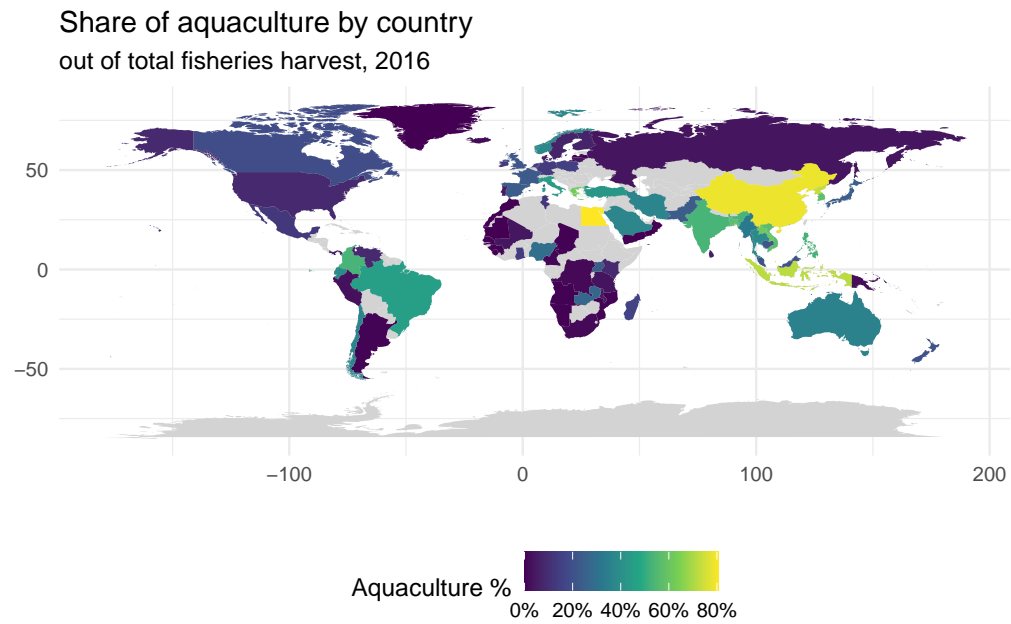 Share of aquaculture by country
out of total fisheries harvest, 2016
50
0
−50
−100 0 100 200
Aquaculture %
0% 20% 40% 60% 80%